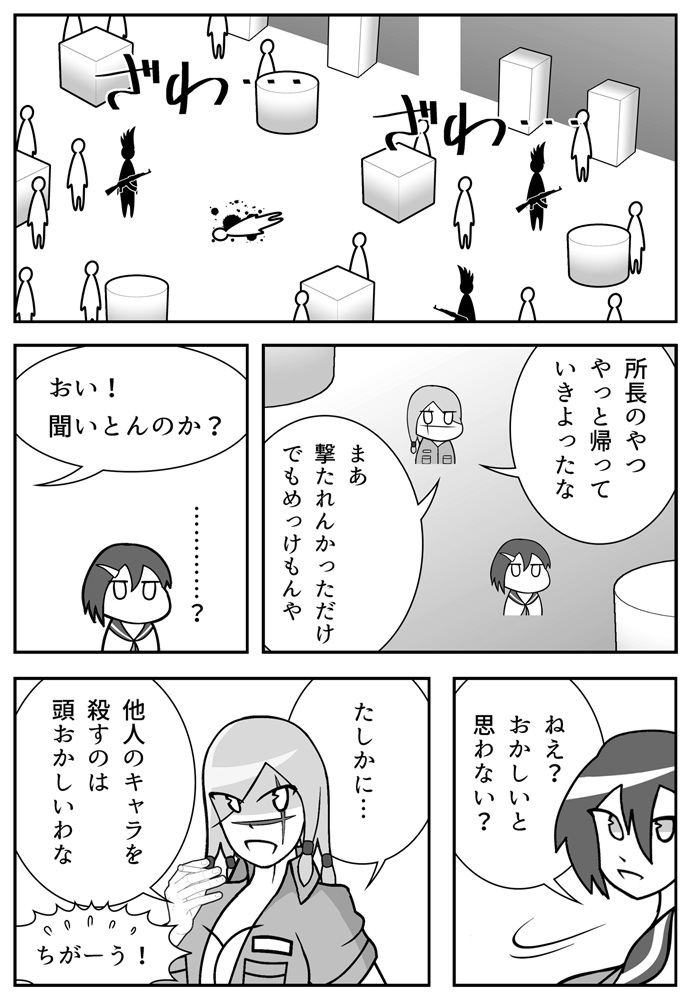 ざわ…
ざわ…
所長のやつ
やっと帰って
いきよったな
まあ
撃たれんかっただけ
でもめっけもんや
おい！
聞いとんのか？
…………？
ねえ？
おかしいと
思わない？
たしかに…
他人のキャラを
殺すのは
頭おかしいわな
ちがーう！